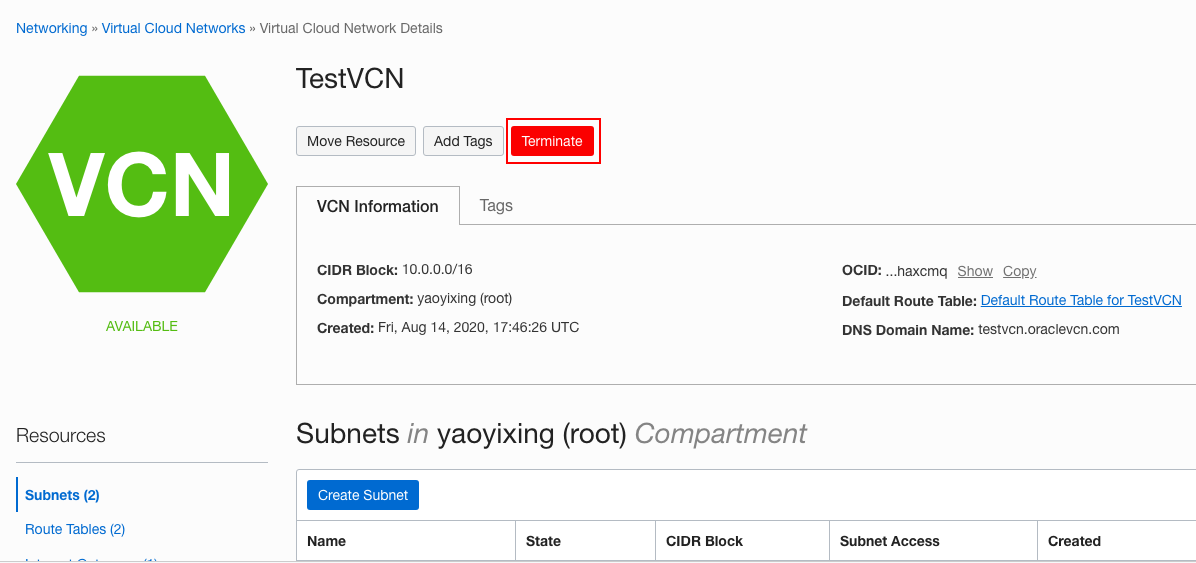 Networking » Virtual Cloud Networks » Virtual Cloud Network Details
VCN
AVAILABLE
TestVCN
Move Resource Add Tags Terminate
VCN Information Tags
CIDR Block: 10.0.0.0/16
Compartment: yaoyixing (root)
Created: Fri, Aug 14, 2020, 17:46:26 UTC
OCID: ...haxcmq Show Copy
Default Route Table: Default Route Table for TestVCN
DNS Domain Name: testvcn.oraclevcn.com
Resources
Subnets (2)
Route Tables (2)
Subnets in yaoyixing (root) Compartment
Create Subnet
Name State CIDR Block Subnet Access Created